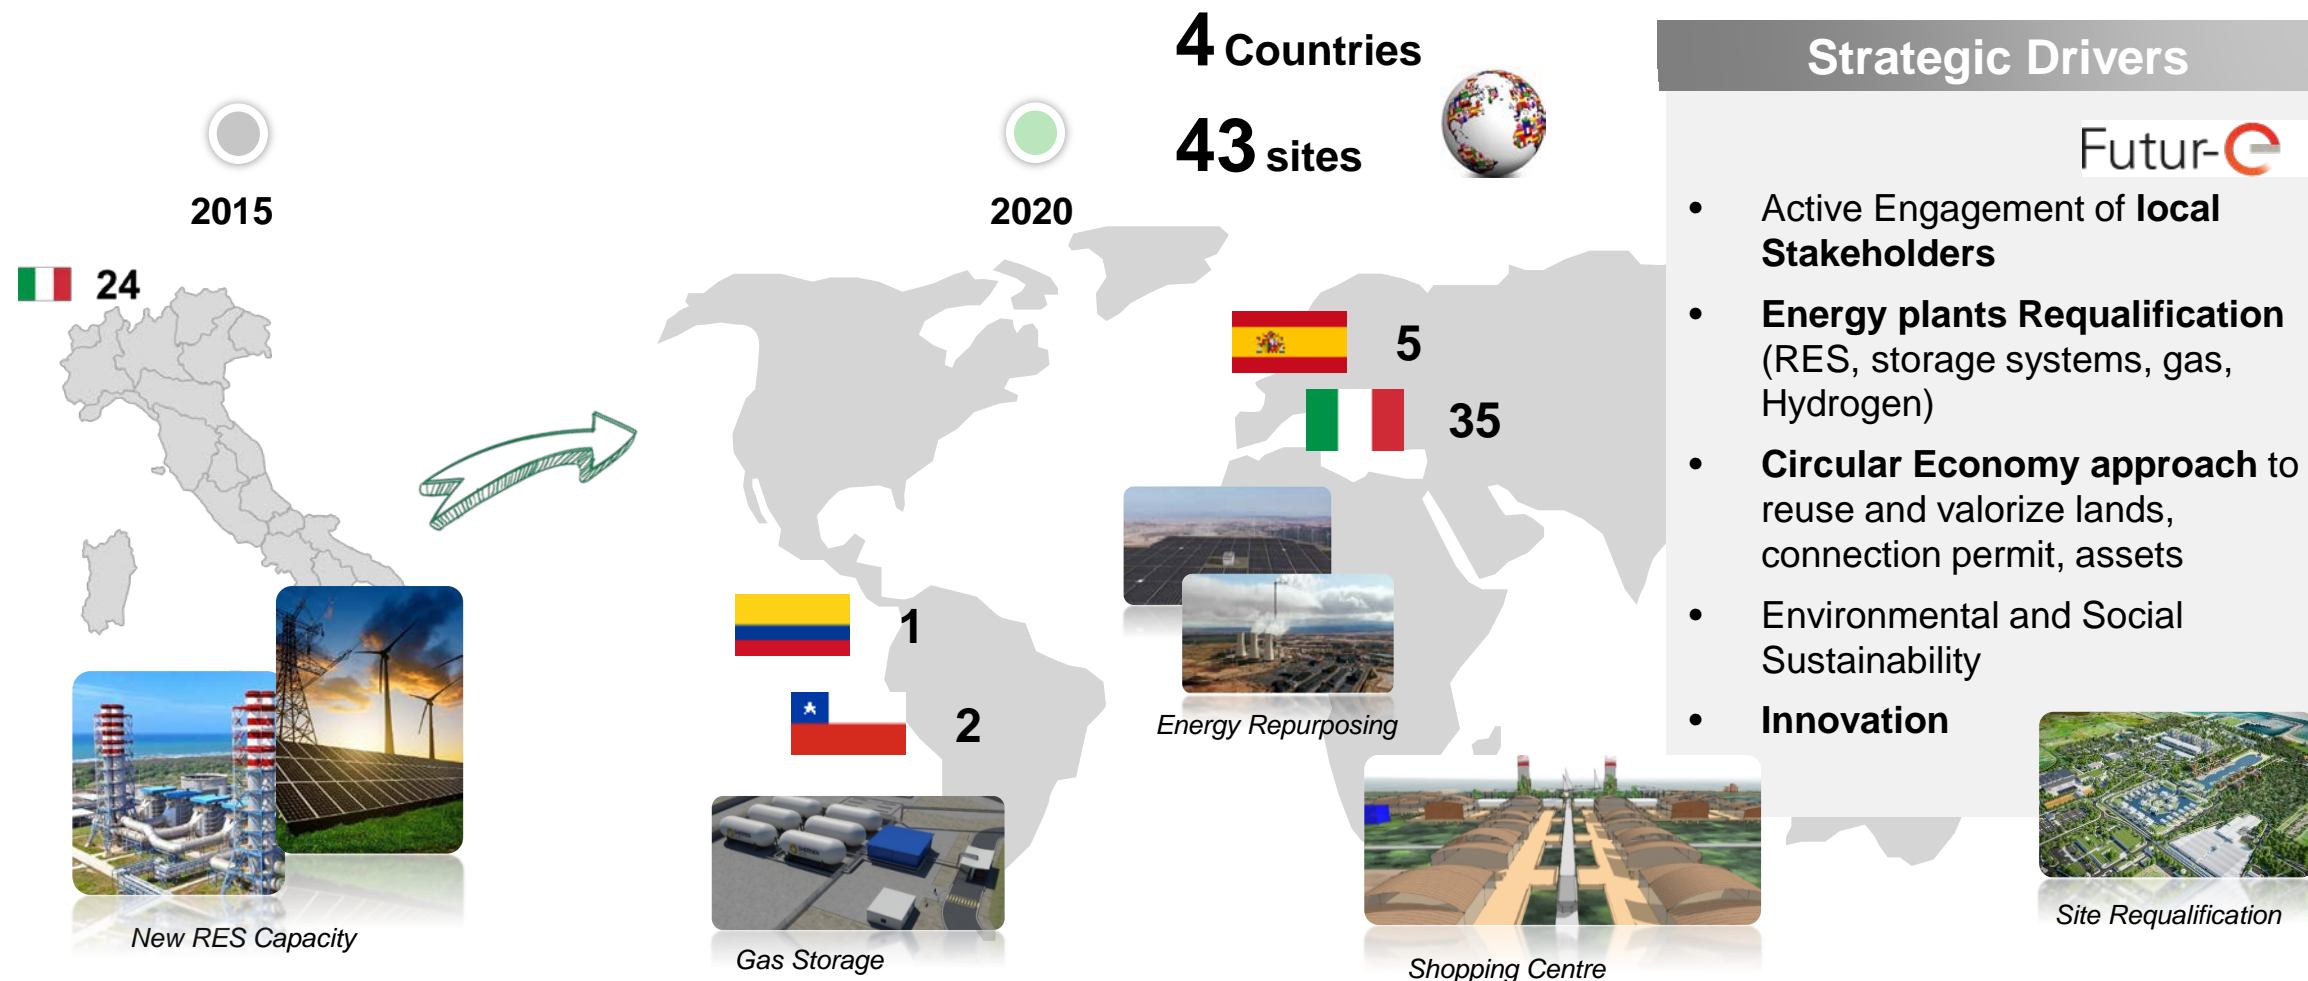 4 Countries
43 sites
2015
2020
24
5
35
1
2
New RES Capacity
Gas Storage
Energy Repurposing
Shopping Centre
Strategic Drivers
Futur-e
• Active Engagement of local
Stakeholders
• Energy plants Requalification
(RES, storage systems, gas,
Hydrogen)
• Circular Economy approach to
reuse and valorize lands,
connection permit, assets
• Environmental and Social
Sustainability
• Innovation
Site Requalification